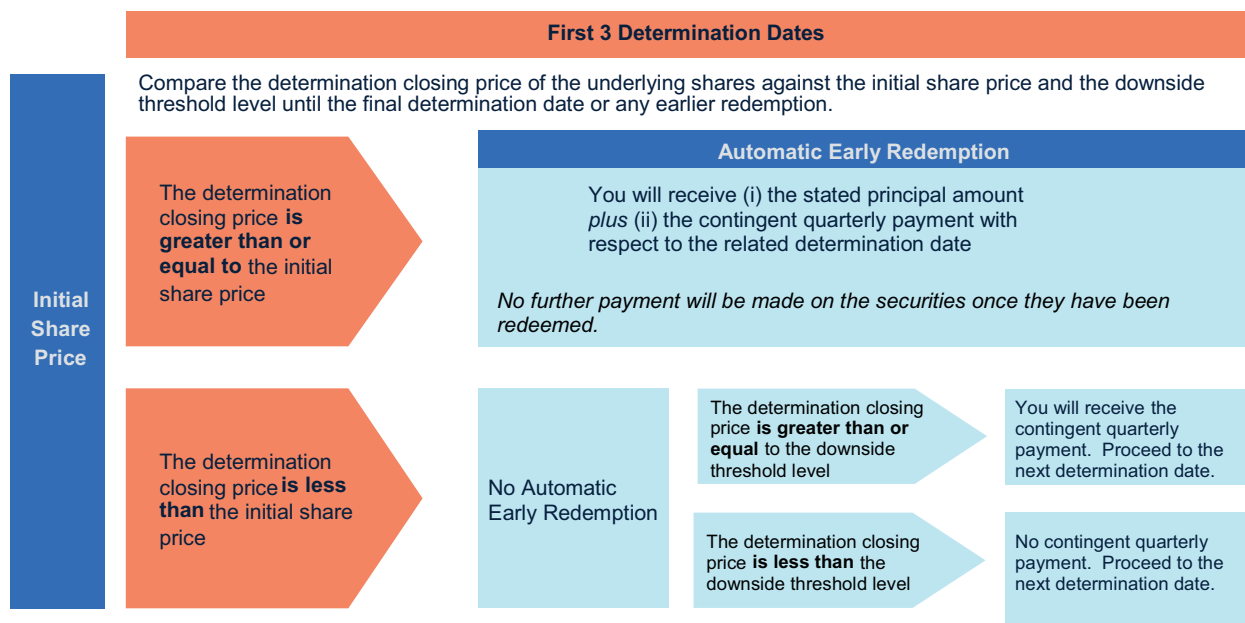 First 3 Determination Dates
Compare the determination closing price of the underlying shares against the initial share price and the downside
threshold level until the final determination date or any earlier redemption.
Initial
Share
Price
The determination
closing price is
greater than or
equal to the initial
share price
Automatic Early Redemption
You will receive (i) the stated principal amount
plus (ii) the contingent quarterly payment with
respect to the related determination date
No further payment will be made on the securities once they have been
redeemed.
The determination
closing price is less
than the initial share
price
No Automatic
Early Redemption
The determination closing
price is greater than or
equal to the downside
threshold level
You will receive the
contingent quarterly
payment. Proceed to the
next determination date.
The determination closing
price is less than the
downside threshold level
No contingent quarterly
payment. Proceed to the
next determination date.